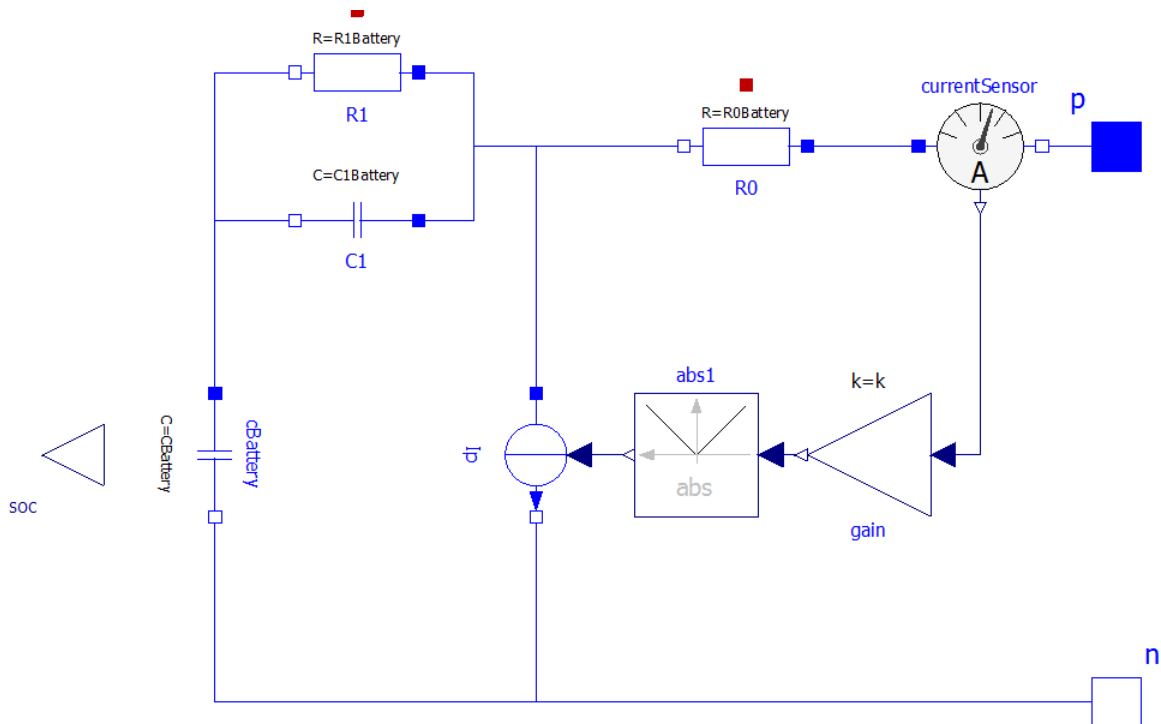 R=R1Battery
R1
C=C1Battery
C1
R=R0Battery
R0
currentSensor
A
p
C=CBattery
cBattery
soc
Ip
abs1
abs
k=k
gain
n